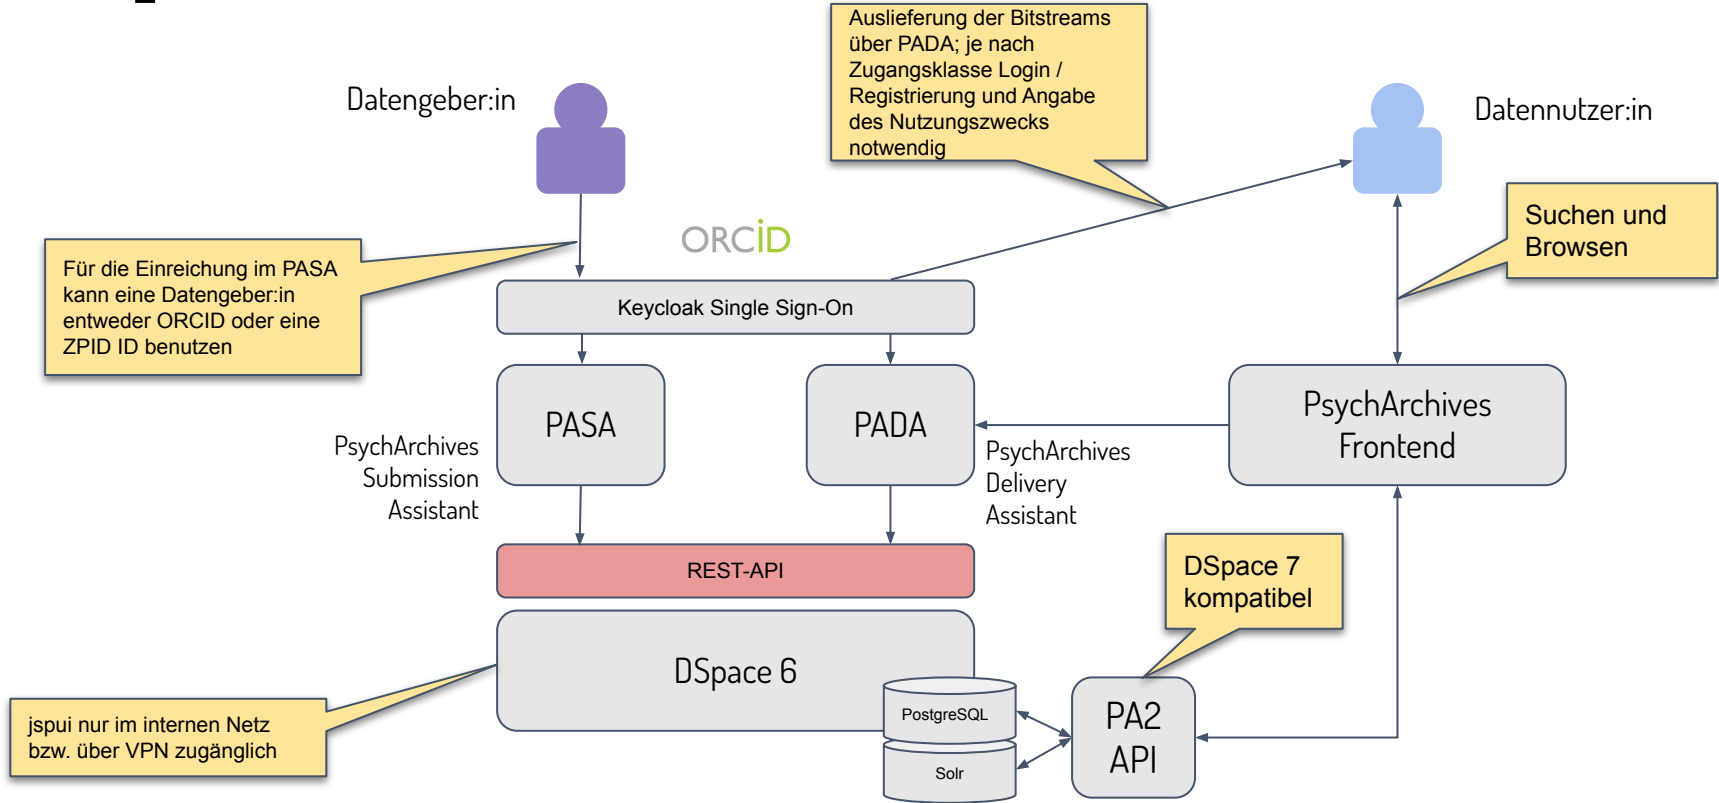 Auslieferung der Bitstreams
über PADA; je nach
Zugangsklasse Login /
Registrierung und Angabe
des Nutzungszwecks
notwendig
Datengeber:in
Datennutzer:in
ORCiD
Suchen und
Browsen
Für die Einreichung im PASA
kann eine Datengeber:in
entweder ORCID oder eine
ZPID ID benutzen
Keycloak Single Sign-On
PASA
PADA
PsychArchives
Frontend
PsychArchives
Submission
Assistant
PsychArchives
Delivery
Assistant
REST-API
DSpace 7
kompatibel
DSpace 6
jspui nur im internen Netz
bzw. über VPN zugänglich
PostgreSQL
Solr
PA2
API